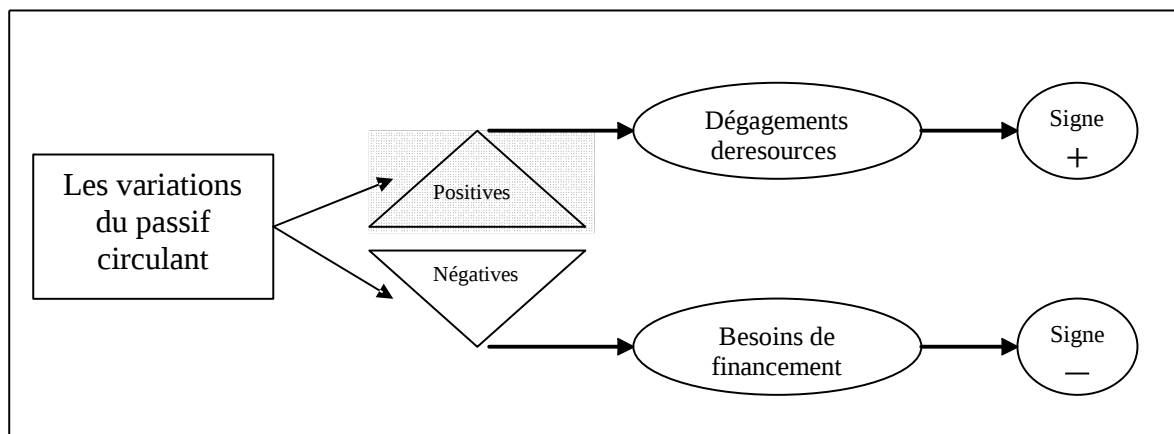 Les variations
du passif
circulant
Positives
Négatives
Dégagements
deresources
Signe
+
Besoins de
financement
Signe
–